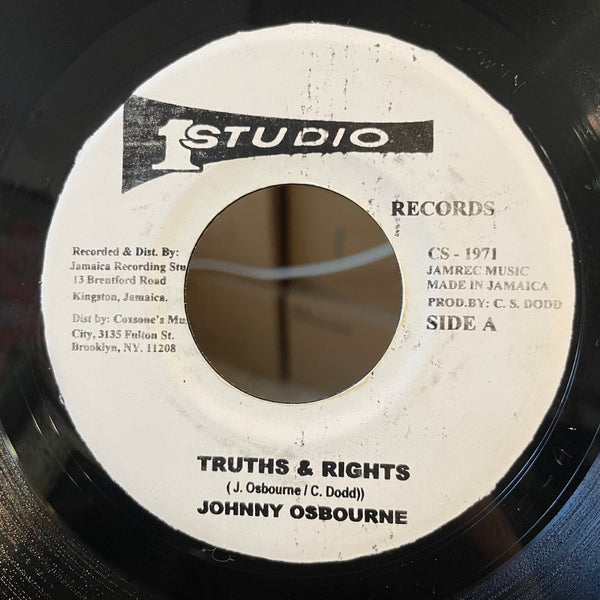 1 STUDIO
RECORDS
Recorded & Dist. By:
Jamaica Recording Stu
13 Brentford Road
Kingston, Jamaica.
Dist by: Coxsone's Mu
City, 3135 Fulton St.
Brooklyn, NY. 11208
CS - 1971
JAMREC MUSIC
MADE IN JAMAICA
PROD.BY: C. S. DODD
SIDE A
TRUTHS & RIGHTS
( J. Osbourne / C. Dodd))
JOHNNY OSBOURNE